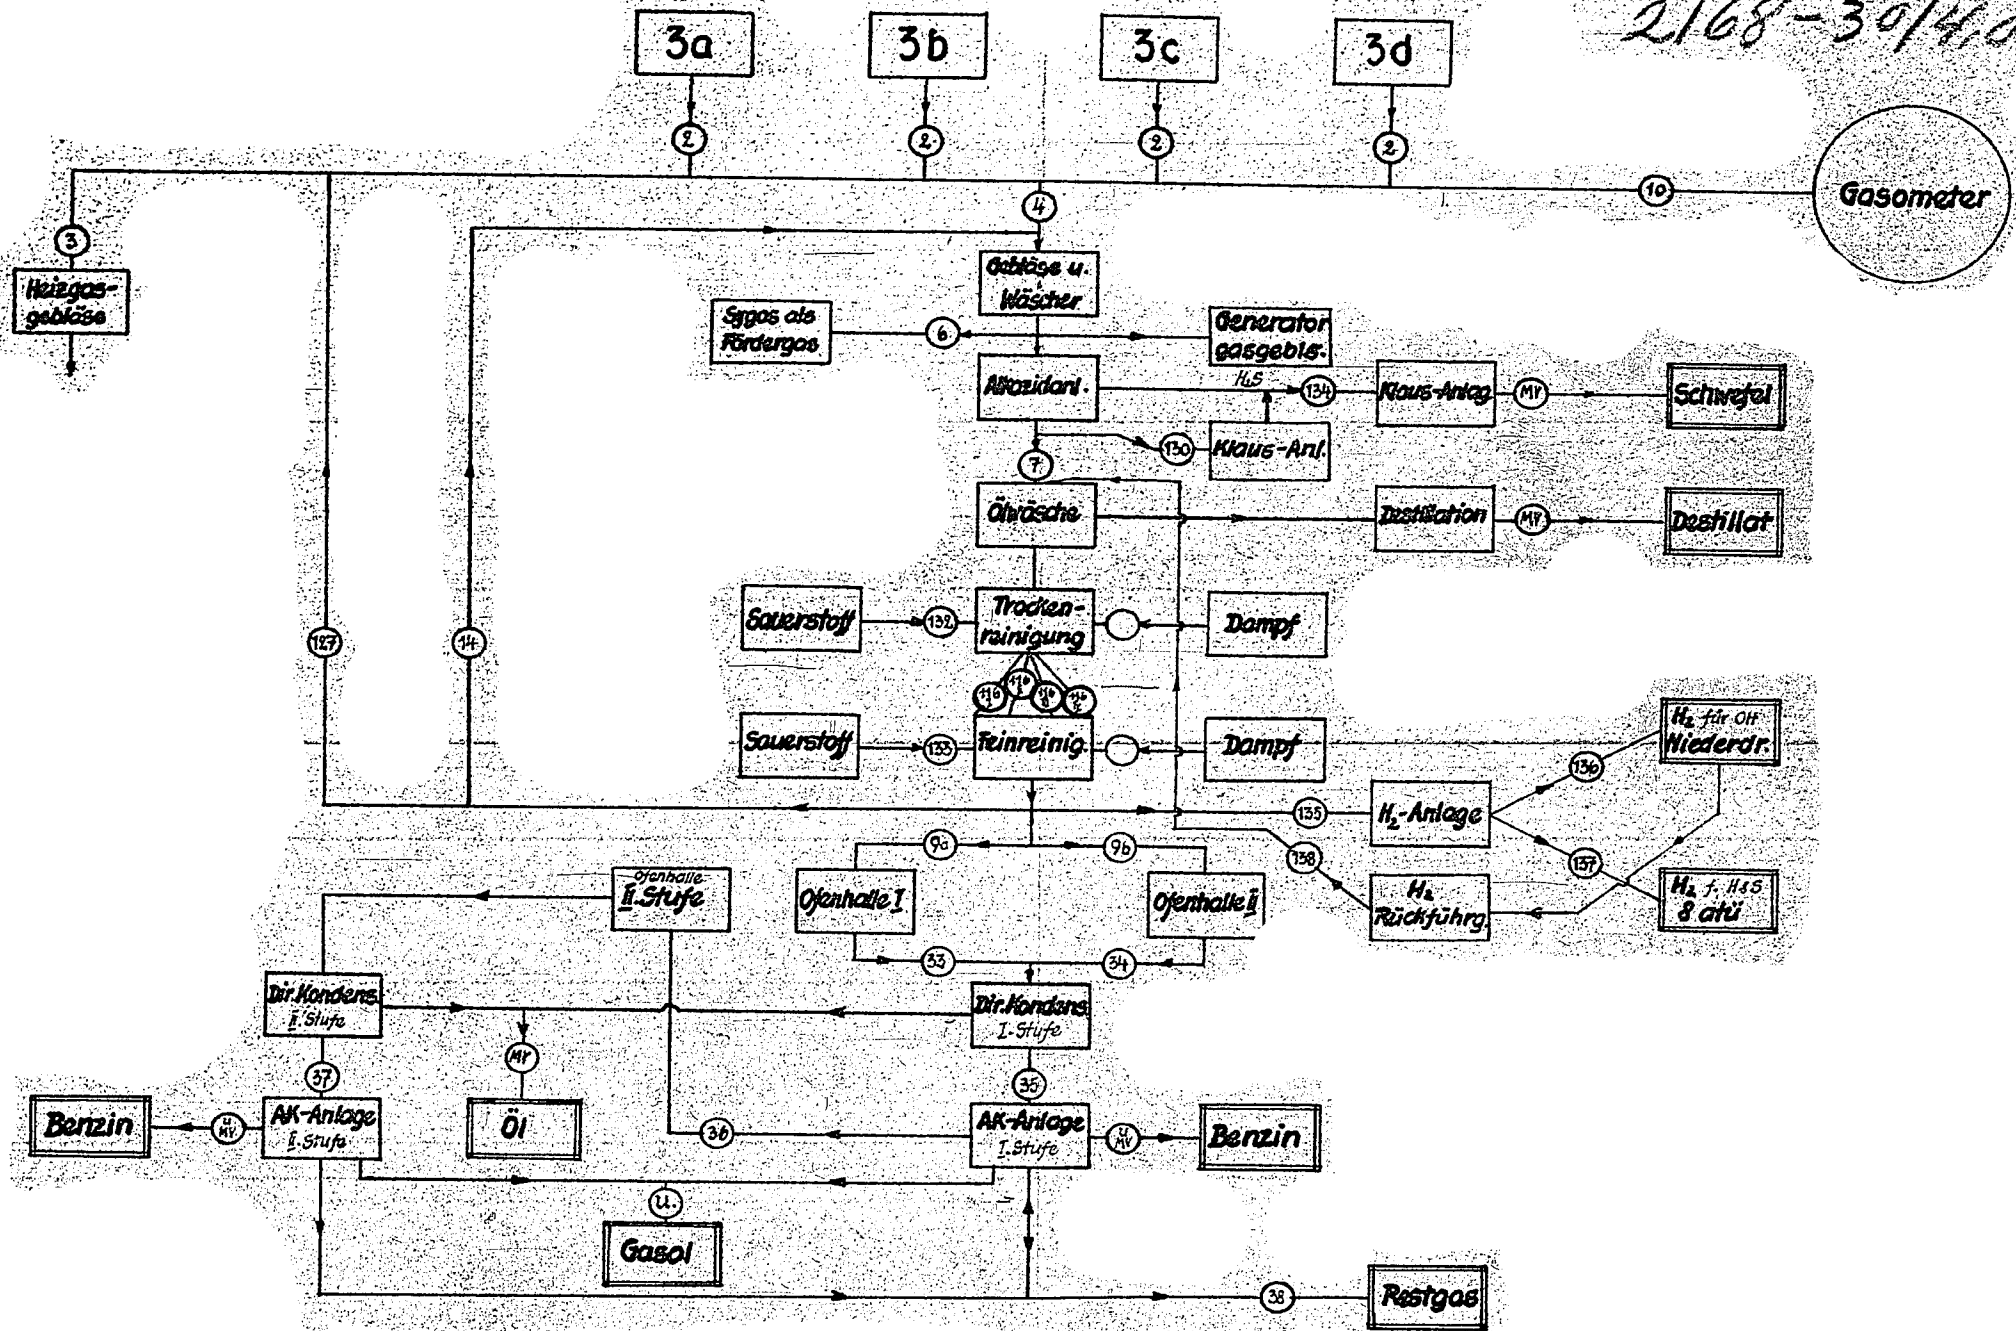 2168-30/4.0
3a
3b
3c
3d
2
2
2
2
10
Gasometer
3
4
Heizgas-
gebläse
Gebläse u.
Wäscher
Sygas als
Fördergas
6
Generator
gasgebls.
Alkazidanl.
H2S
134
Klaus-Anlag.
MV
Schwefel
130
Klaus-Anl.
7
Ölwäsche
Destillation
MV
Destillat
127
14
Sauerstoff
132
Trocken-
reinigung
Dampf
Sauerstoff
133
Feinreinig.
Dampf
H2 für OH
Niederdr.
136
135
H2-Anlage
9a
9b
138
137
Ofenhalle
II.Stufe
Ofenhalle I
Ofenhalle II
H2
Rückführg.
H2 f. H&S
8 atü
33
34
Dir.Kondens.
II.Stufe
Dir.Kondens.
I-Stufe
MV
37
35
Benzin
ü
MV
AK-Anlage
II.Stufe
Öl
36
AK-Anlage
I.Stufe
ü
MV
Benzin
U.
Gasol
38
Restgas